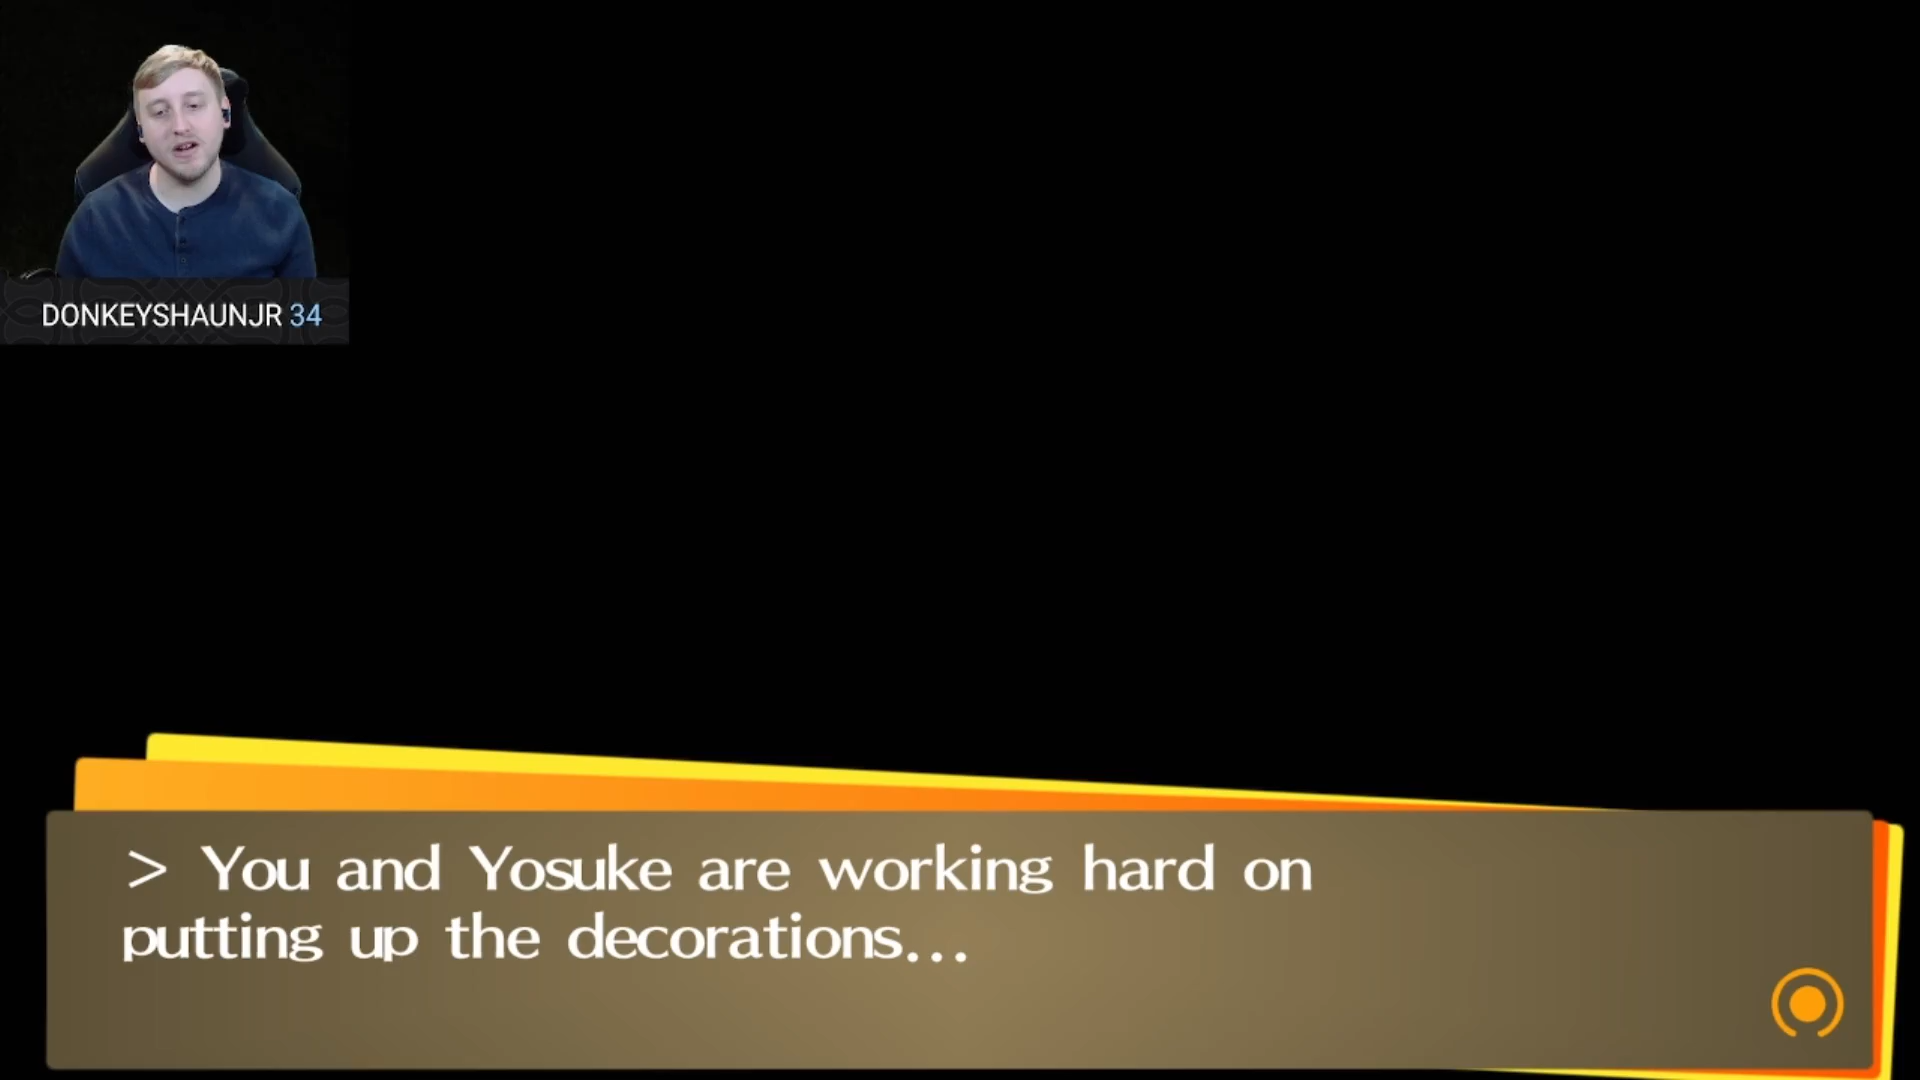 DONKEYSHAUNJR 34
> You and Yosuke are working hard on
putting up the decorations...